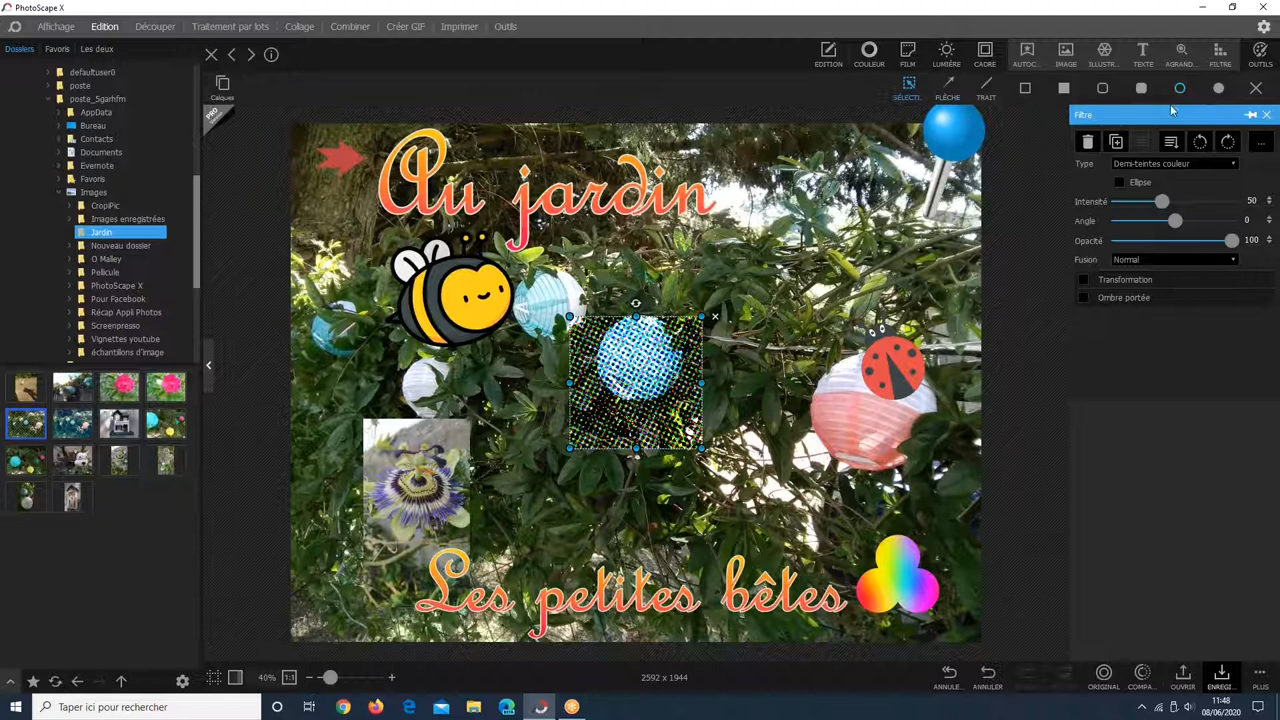 PhotoScape X
Affichage Edition Découper Traitement par lots Collage Combiner Créer GIF Imprimer Outils
Dossiers Favoris Les deux
EDITION COULEUR FILM LUMIÈRE CADRE AUTOC. IMAGE ILLUSTR... TEXTE AGRAND... FILTRE OUTILS
Calques
SÉLECTI.. FLÈCHE TRAIT
PRO
defaultuser0
poste
poste_5garhfm
AppData
Bureau
Contacts
Documents
Evernote
Favoris
Images
CropiPic
Images enregistrées
Jardin
Nouveau dossier
O Malley
Pellicule
PhotoScape X
Pour Facebook
Récap Appli Photos
Screenpresso
Vignettes youtube
échantillons d'image
Au jardin
Les petites bêtes
Filtre
...
Type Demi-teintes couleur
Ellipse
Intensité 50
Angle 0
Opacité 100
Fusion Normal
Transformation
Ombre portée
40% 1:1
2592 x 1944
ANNULE.. ANNULER ORIGINAL COMPA... OUVRIR ENREGI... PLUS
Taper ici pour rechercher
11:48
08/06/2020